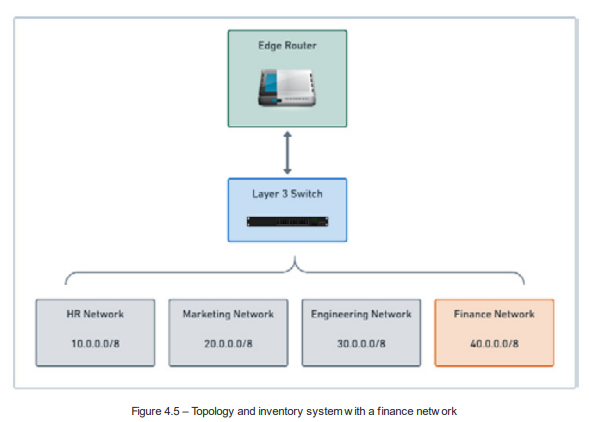 Edge Router
Layer 3 Switch
HR Network
10.0.0.0/8
Marketing Network
20.0.0.0/8
Engineering Network
30.0.0.0/8
Finance Network
40.0.0.0/8
Figure 4.5 – Topology and inventory system with a finance network